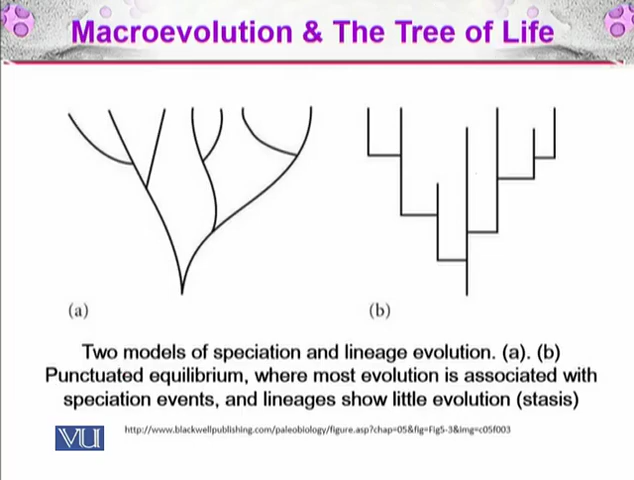 Macroevolution & The Tree of Life
(a)
(b)
Two models of speciation and lineage evolution. (a). (b)
Punctuated equilibrium, where most evolution is associated with
speciation events, and lineages show little evolution (stasis)
VU
http://www.blackwellpublishing.com/paleobiology/figure.asp?chap=05&fig=Fig5-3&img=c05f003